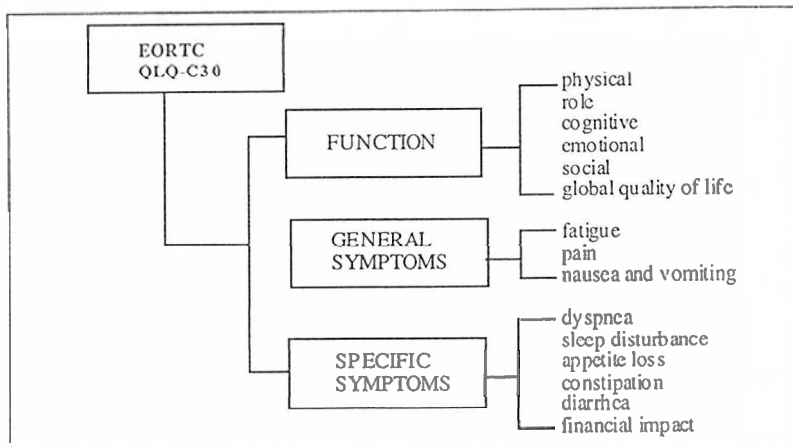 EORTC
QLQ-C30
FUNCTION
physical
role
cognitive
emotional
social
global quality of life
GENERAL
SYMPTOMS
fatigue
pain
nausea and vomiting
SPECIFIC
SYMPTOMS
dyspnea
sleep disturbance
appetite loss
constipation
diarrhea
financial impact